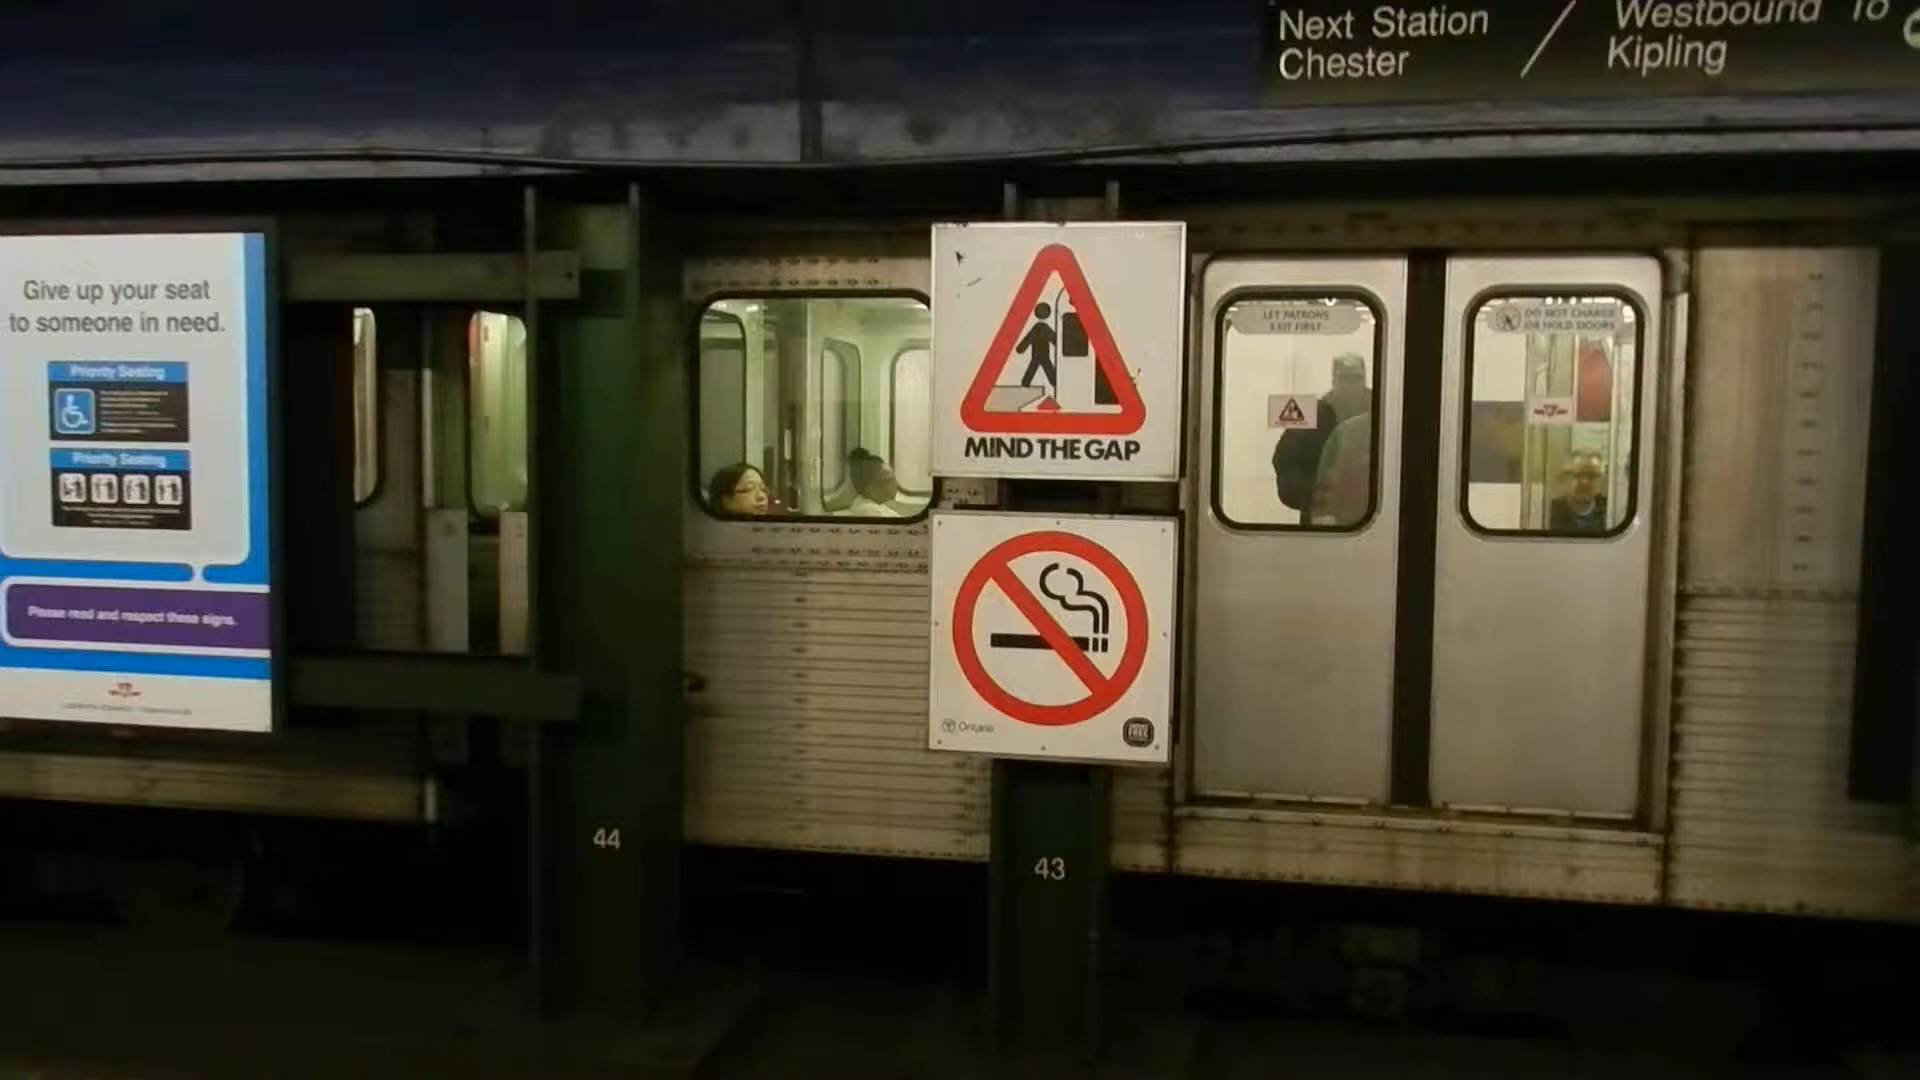 Next Station
Chester
Westbound To
Kipling
Give up your seat
to someone in need.
Priority Seating
Priority Seating
Please read and respect these signs.
MIND THE GAP
LET PATRONS
EXIT FIRST
DO NOT CHARGE
OR HOLD DOORS
Ontario
44
43